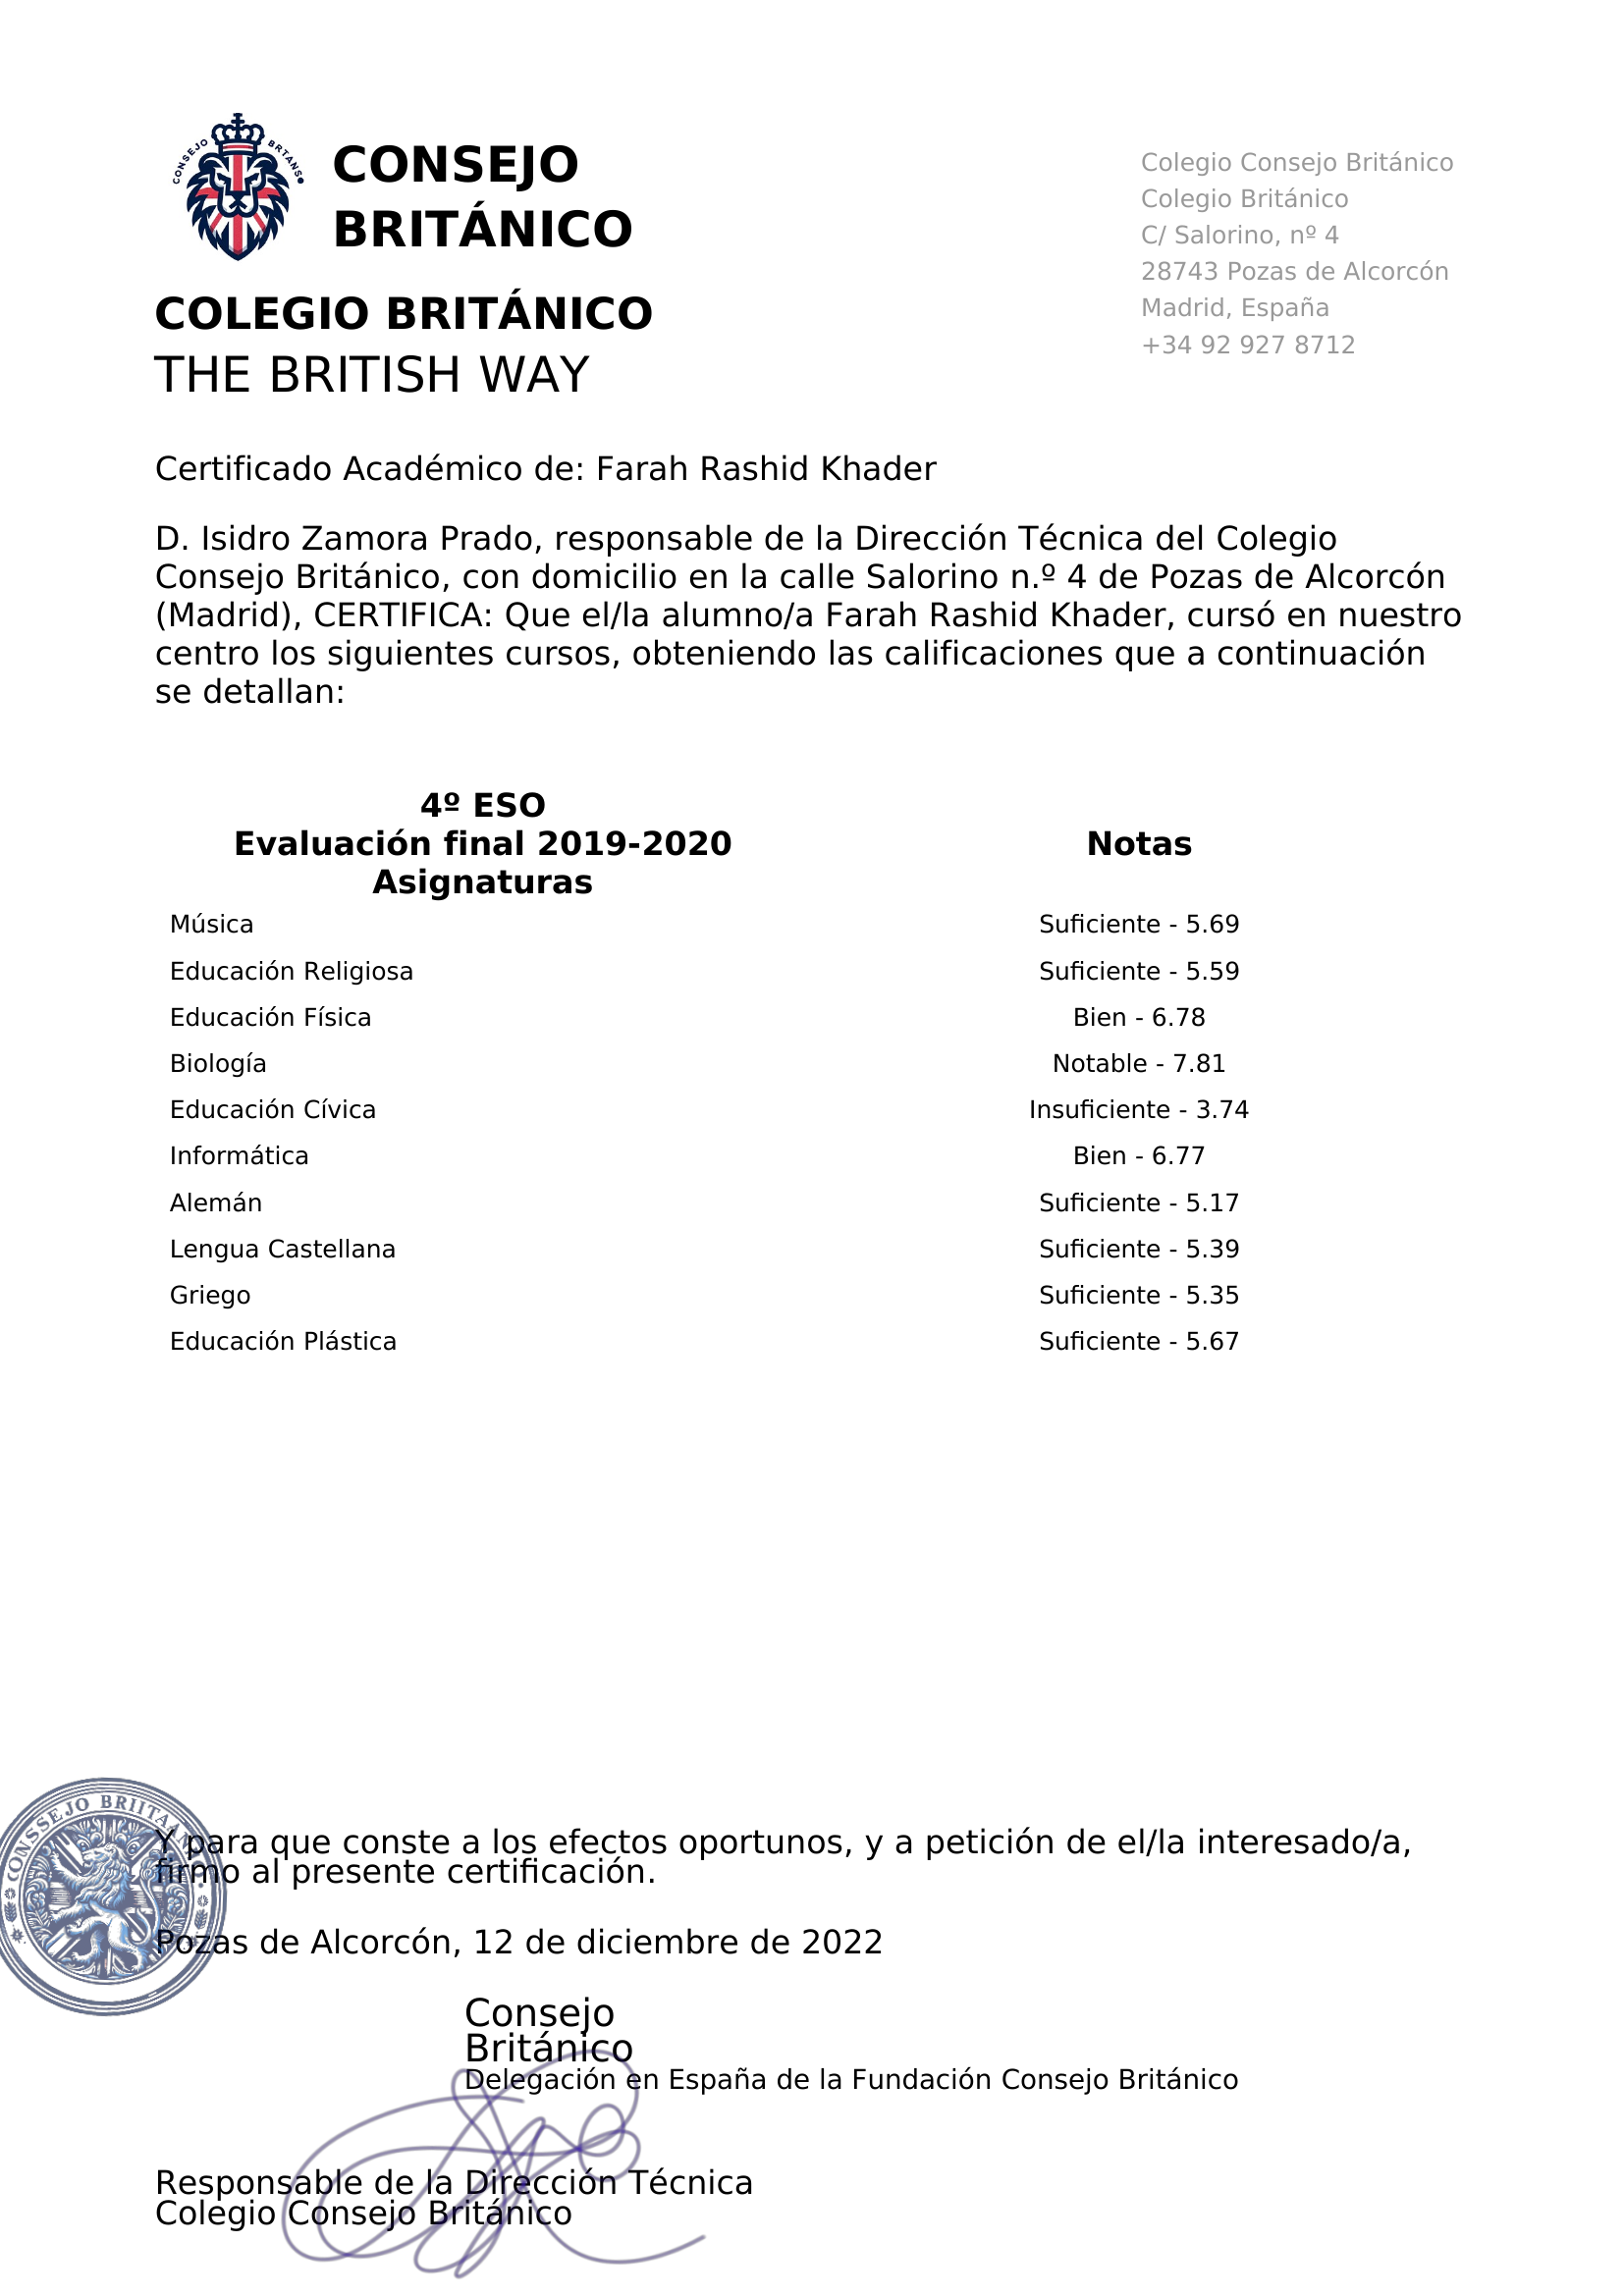 CONSEJO BRTANS
CONSEJO
BRITÁNICO
COLEGIO BRITÁNICO
THE BRITISH WAY
Colegio Consejo Británico
Colegio Británico
C/ Salorino, nº 4
28743 Pozas de Alcorcón
Madrid, España
+34 92 927 8712
Certificado Académico de: Farah Rashid Khader
D. Isidro Zamora Prado, responsable de la Dirección Técnica del Colegio
Consejo Británico, con domicilio en la calle Salorino n.º 4 de Pozas de Alcorcón
(Madrid), CERTIFICA: Que el/la alumno/a Farah Rashid Khader, cursó en nuestro
centro los siguientes cursos, obteniendo las calificaciones que a continuación
se detallan:
4º ESO
Evaluación final 2019-2020 Notas
Asignaturas
Música Suficiente - 5.69
Educación Religiosa Suficiente - 5.59
Educación Física Bien - 6.78
Biología Notable - 7.81
Educación Cívica Insuficiente - 3.74
Informática Bien - 6.77
Alemán Suficiente - 5.17
Lengua Castellana Suficiente - 5.39
Griego Suficiente - 5.35
Educación Plástica Suficiente - 5.67
CONSSEJO BRIITAANO
Y para que conste a los efectos oportunos, y a petición de el/la interesado/a,
firmo al presente certificación.
Pozas de Alcorcón, 12 de diciembre de 2022
Consejo
Británico
Delegación en España de la Fundación Consejo Británico
Responsable de la Dirección Técnica
Colegio Consejo Británico